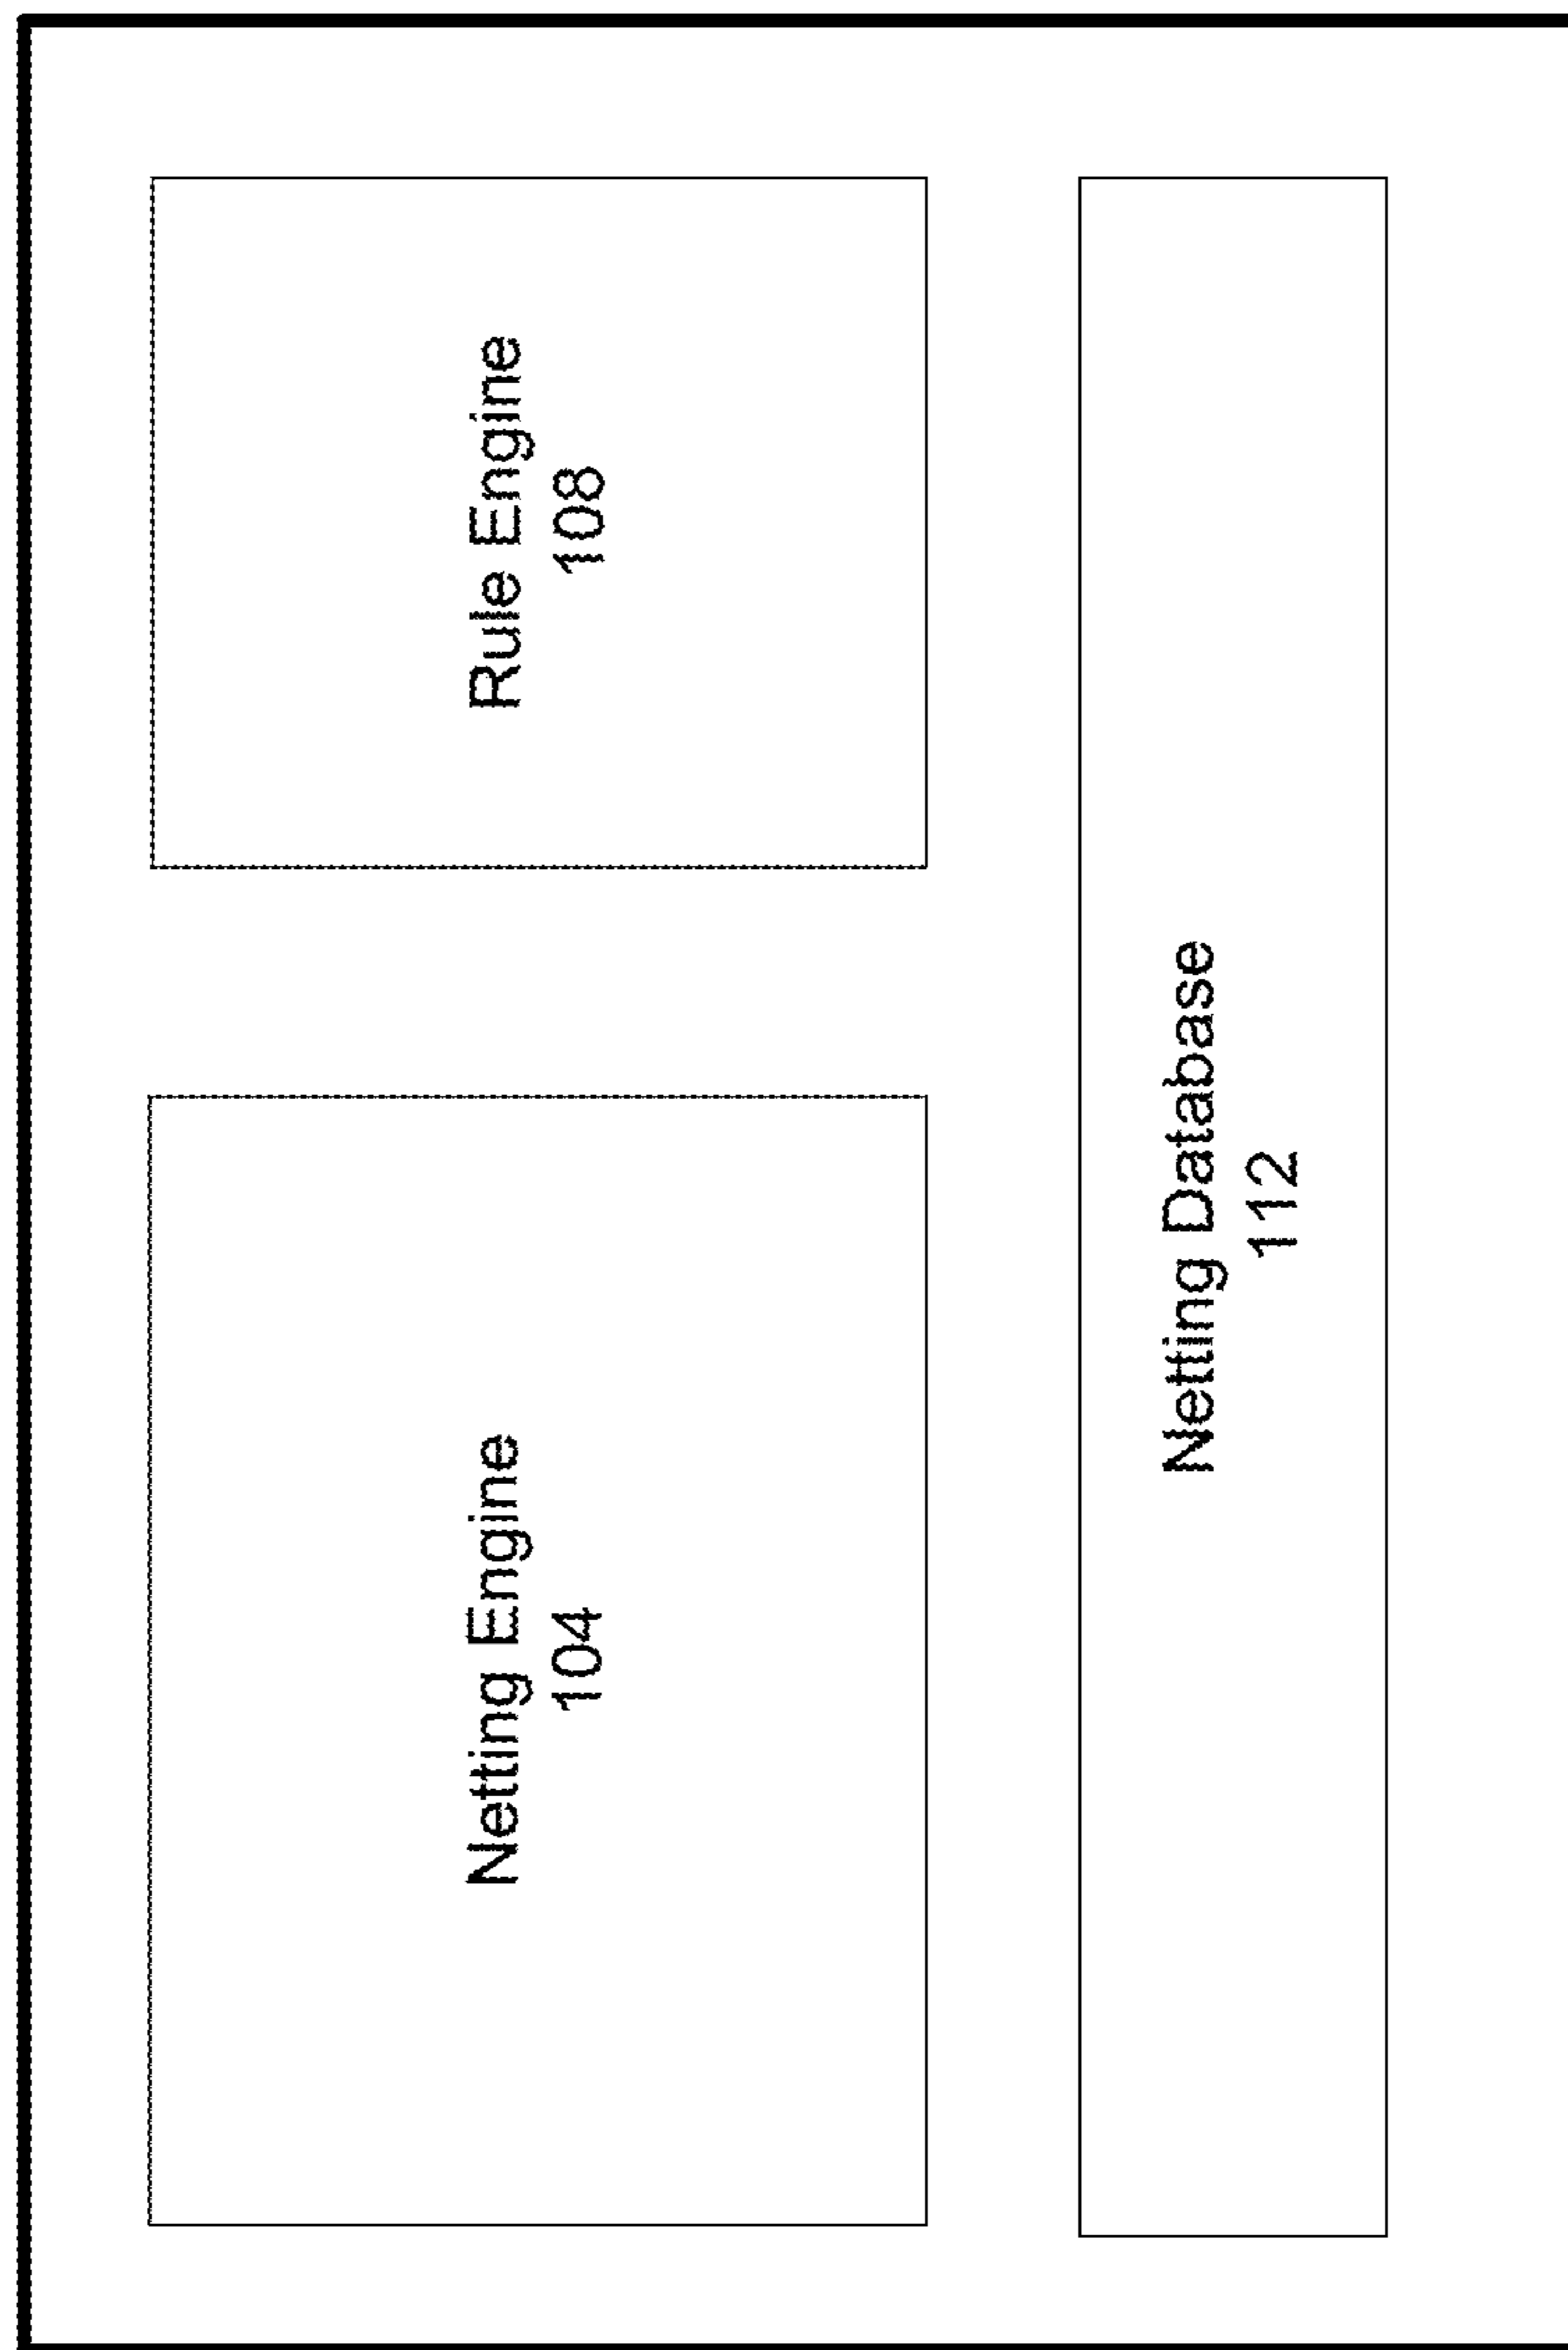 Netting Engine
104
Rule Engine
108
Netting Database
112